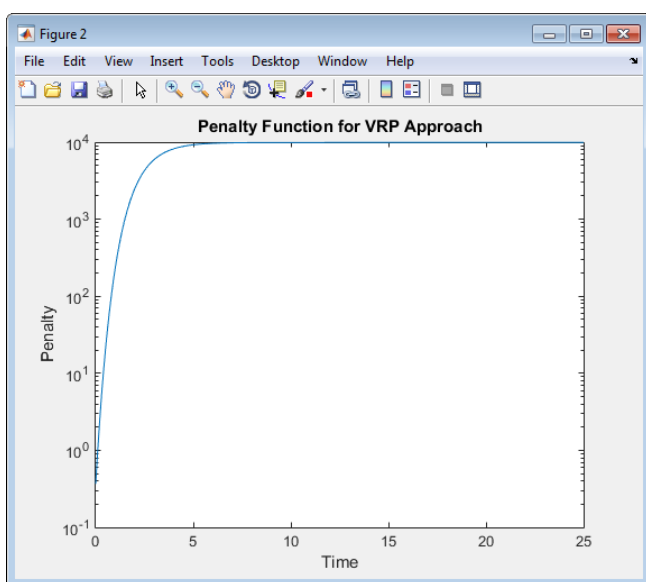 Figure 2
File Edit View Insert Tools Desktop Window Help
Penalty Function for VRP Approach
10^4
10^3
10^2
10^1
10^0
10^-1
Penalty
0 5 10 15 20 25
Time